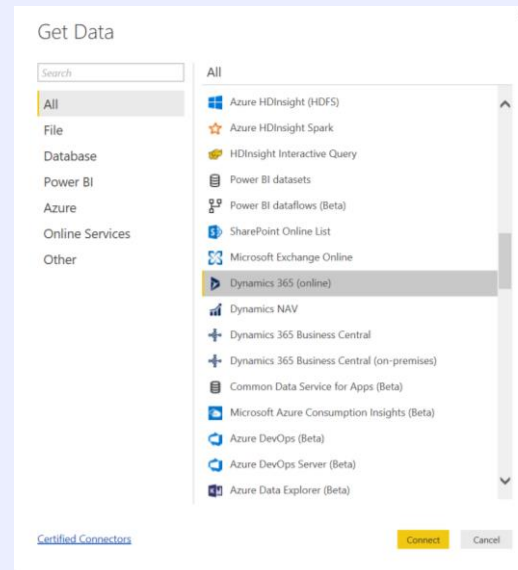 Get Data
Search
All
File
Database
Power BI
Azure
Online Services
Other
All
Azure HDInsight (HDFS)
Azure HDInsight Spark
HDInsight Interactive Query
Power BI datasets
Power BI dataflows (Beta)
SharePoint Online List
Microsoft Exchange Online
Dynamics 365 (online)
Dynamics NAV
Dynamics 365 Business Central
Dynamics 365 Business Central (on-premises)
Common Data Service for Apps (Beta)
Microsoft Azure Consumption Insights (Beta)
Azure DevOps (Beta)
Azure DevOps Server (Beta)
Azure Data Explorer (Beta)
Certified Connectors
Connect
Cancel